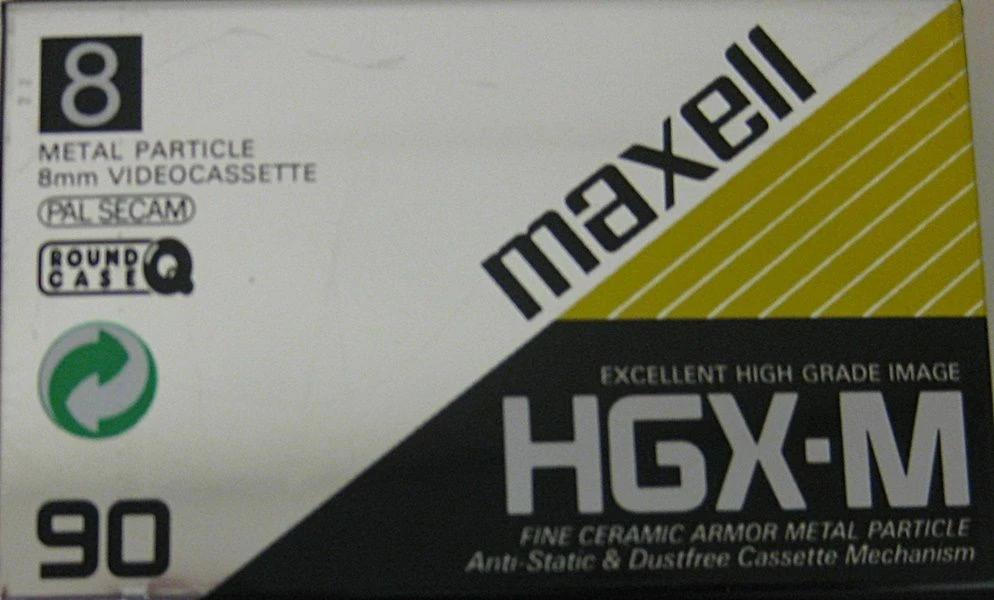 8
METAL PARTICLE
8mm VIDEOCASSETTE
PAL SECAM
ROUND
CASE
90
maxell
EXCELLENT HIGH GRADE IMAGE
HGX·M
FINE CERAMIC ARMOR METAL PARTICLE
Anti-Static & Dustfree Cassette Mechanism